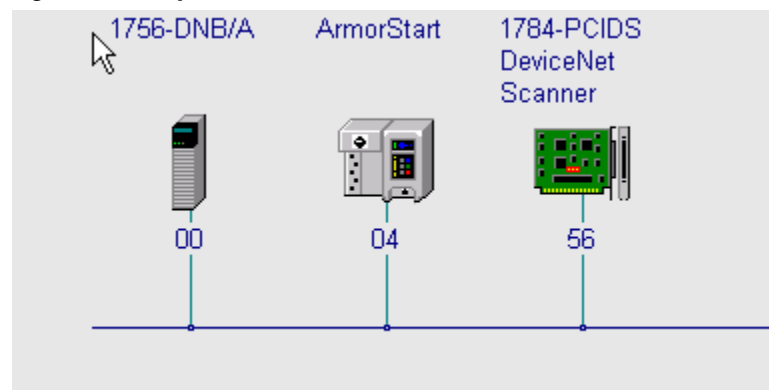 1756-DNB/A
ArmorStart
1784-PCIDS
DeviceNet
Scanner
00
04
56